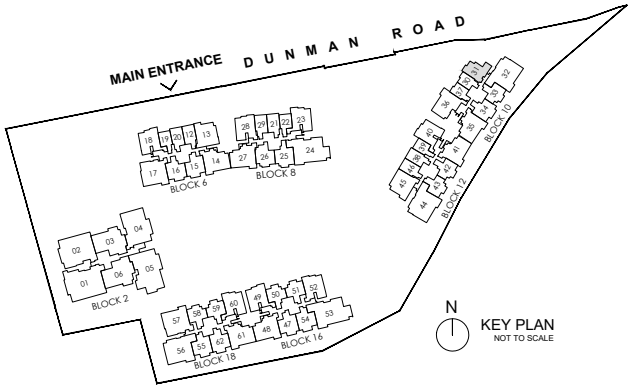 DUNMAN ROAD
MAIN ENTRANCE
31
32
30
37
33
36
34
35
BLOCK 10
40
39
41
38
46
42
45
43
44
BLOCK 12
18 19 20 12 13
17 16 15 14
BLOCK 6
28 29 21 22 23
27 26 25 24
BLOCK 8
02 03 04
01 06 05
BLOCK 2
57 58 59 60
56 55 62 61
BLOCK 18
49 50 51 52
48 47 54 53
BLOCK 16
N
KEY PLAN
NOT TO SCALE